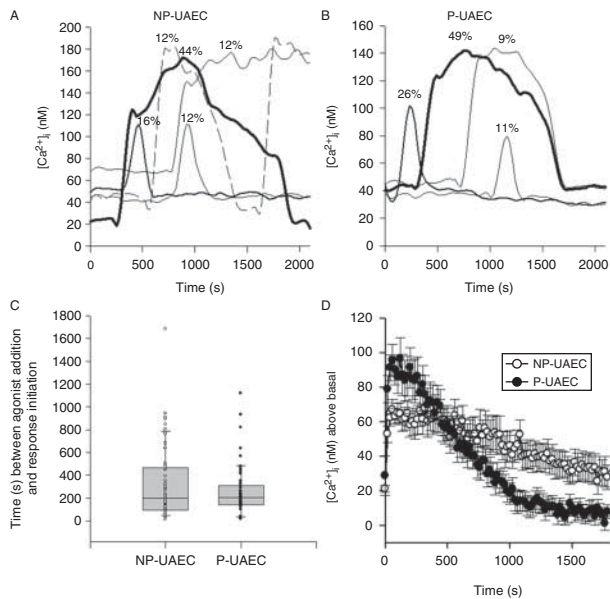 A NP-UAEC
B P-UAEC
200
180
160
140
120
100
80
60
40
20
0
[Ca²⁺]ᵢ (nM)
12%
44%
12%
16%
12%
0 500 1000 1500 2000
Time (s)
160
140
120
100
80
60
40
20
0
[Ca²⁺]ᵢ (nM)
49%
9%
26%
11%
0 500 1000 1500 2000
Time (s)
C
1800
1600
1400
1200
1000
800
600
400
200
0
Time (s) between agonist addition
and response initiation
NP-UAEC P-UAEC
D
120
100
80
60
40
20
0
[Ca²⁺]ᵢ (nM) above basal
NP-UAEC
P-UAEC
0 500 1000 1500
Time (s)